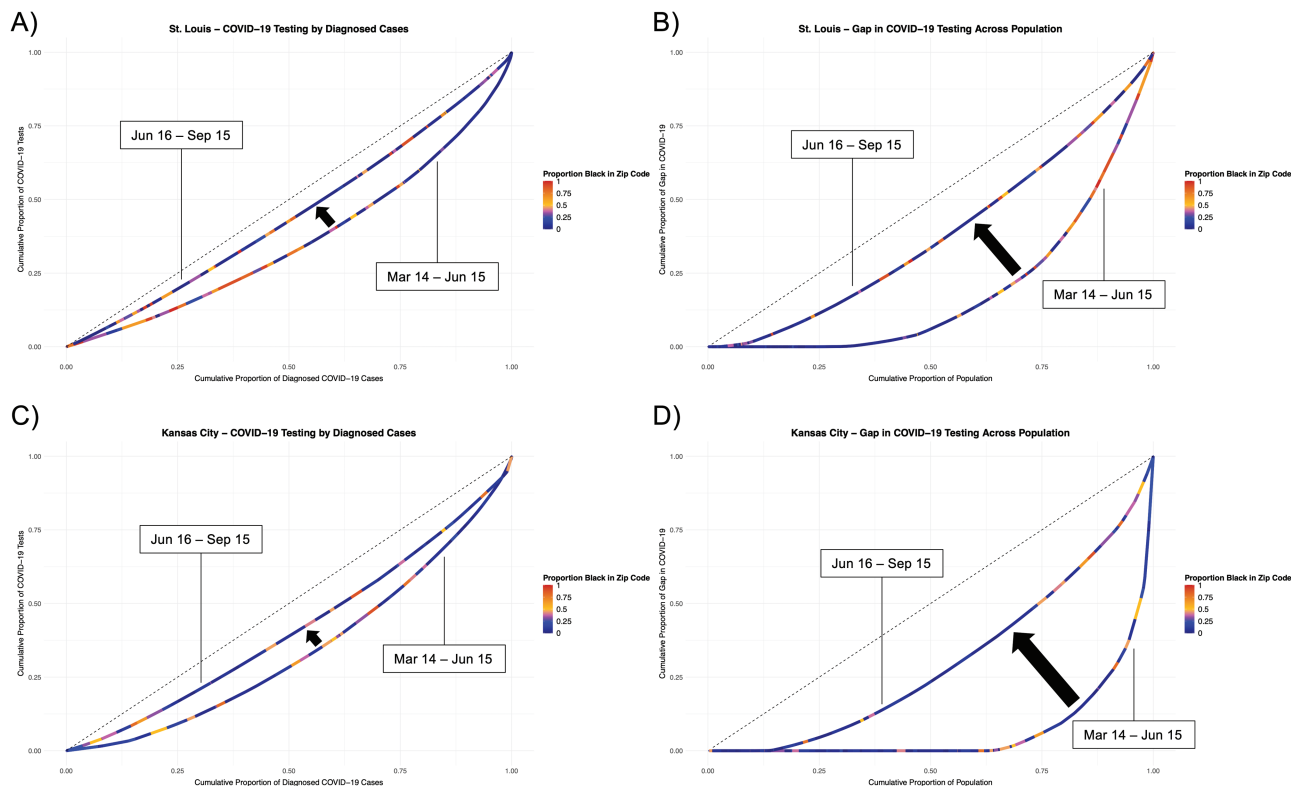 A)
St. Louis – COVID–19 Testing by Diagnosed Cases
Cumulative Proportion of COVID–19 Tests
1.00
0.75
0.50
0.25
0.00
Jun 16 – Sep 15
Mar 14 – Jun 15
0.00 0.25 0.50 0.75 1.00
Cumulative Proportion of Diagnosed COVID–19 Cases
Proportion Black in Zip Code
1
0.75
0.5
0.25
0
B)
St. Louis – Gap in COVID–19 Testing Across Population
Cumulative Proportion of Gap in COVID–19
1.00
0.75
0.50
0.25
0.00
Jun 16 – Sep 15
Mar 14 – Jun 15
0.00 0.25 0.50 0.75 1.00
Cumulative Proportion of Population
Proportion Black in Zip Code
1
0.75
0.5
0.25
0
C)
Kansas City – COVID–19 Testing by Diagnosed Cases
Cumulative Proportion of COVID–19 Tests
1.00
0.75
0.50
0.25
0.00
Jun 16 – Sep 15
Mar 14 – Jun 15
0.00 0.25 0.50 0.75 1.00
Cumulative Proportion of Diagnosed COVID–19 Cases
Proportion Black in Zip Code
1
0.75
0.5
0.25
0
D)
Kansas City – Gap in COVID–19 Testing Across Population
Cumulative Proportion of Gap in COVID–19
1.00
0.75
0.50
0.25
0.00
Jun 16 – Sep 15
Mar 14 – Jun 15
0.00 0.25 0.50 0.75 1.00
Cumulative Proportion of Population
Proportion Black in Zip Code
1
0.75
0.5
0.25
0